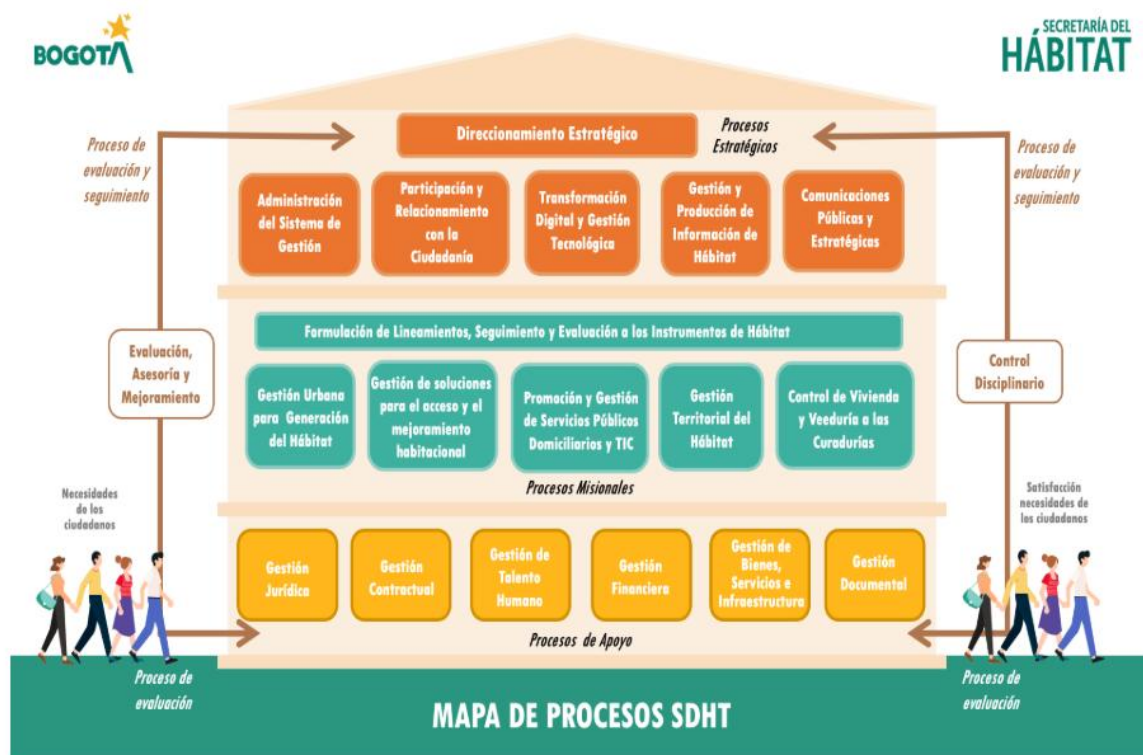 BOGOTÁ
SECRETARÍA DEL
HÁBITAT
Proceso de
evaluación y
seguimiento
Direccionamiento Estratégico
Procesos
Estratégicos
Proceso de
evaluación y
seguimiento
Administración
del Sistema de
Gestión
Participación y
Relacionamiento
con la
Ciudadanía
Transformación
Digital y Gestión
Tecnológica
Gestión y
Producción de
Información de
Hábitat
Comunicaciones
Públicas y
Estratégicas
Evaluación,
Asesoría y
Mejoramiento
Formulación de Lineamientos, Seguimiento y Evaluación a los Instrumentos de Hábitat
Control
Disciplinario
Gestión Urbana
para Generación
del Hábitat
Gestión de soluciones
para el acceso y el
mejoramiento
habitacional
Promoción y Gestión
de Servicios Públicos
Domiciliarios y TIC
Gestión
Territorial del
Hábitat
Control de Vivienda
y Veeduría a las
Curadurías
Procesos Misionales
Necesidades
de los
ciudadanos
Satisfacción
necesidades de
los ciudadanos
Gestión
Jurídica
Gestión
Contractual
Gestión de
Talento
Humano
Gestión
Financiera
Gestión de
Bienes,
Servicios e
Infraestructura
Gestión
Documental
Procesos de Apoyo
Proceso de
evaluación
Proceso de
evaluación
MAPA DE PROCESOS SDHT